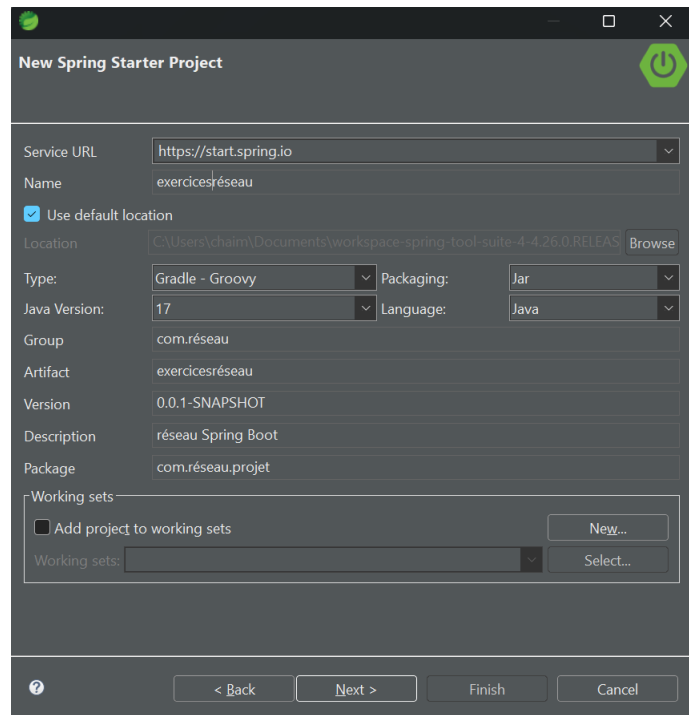 New Spring Starter Project
Service URL https://start.spring.io
Name exercicesréseau
Use default location
Location C:\Users\chaim\Documents\workspace-spring-tool-suite-4-4.26.0.RELEAS Browse
Type: Gradle - Groovy Packaging: Jar
Java Version: 17 Language: Java
Group com.réseau
Artifact exercicesréseau
Version 0.0.1-SNAPSHOT
Description réseau Spring Boot
Package com.réseau.projet
Working sets
Add project to working sets New...
Working sets: Select...
? < Back Next > Finish Cancel